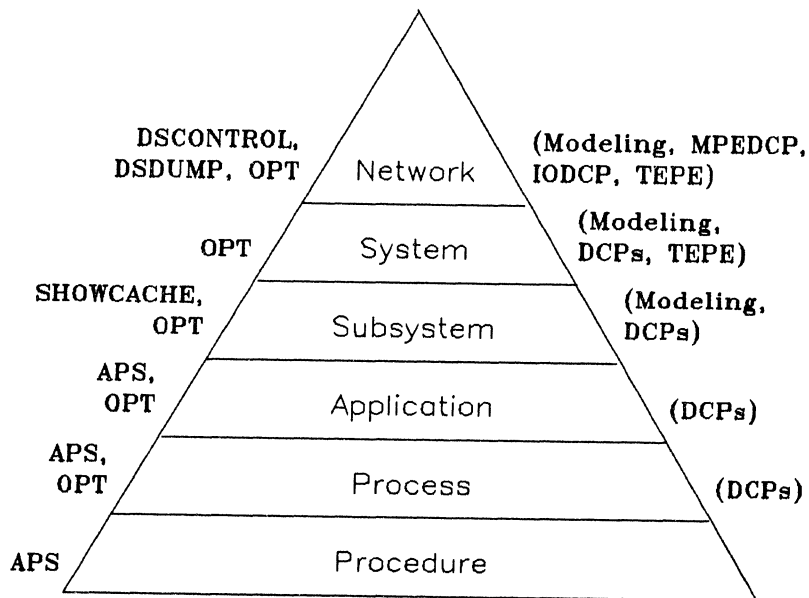 DSCONTROL,
DSDUMP, OPT
Network
(Modeling, MPEDCP,
IODCP, TEPE)
OPT
System
(Modeling,
DCPs, TEPE)
SHOWCACHE,
OPT
Subsystem
(Modeling,
DCPs)
APS,
OPT
Application
(DCPs)
APS,
OPT
Process
(DCPs)
APS
Procedure